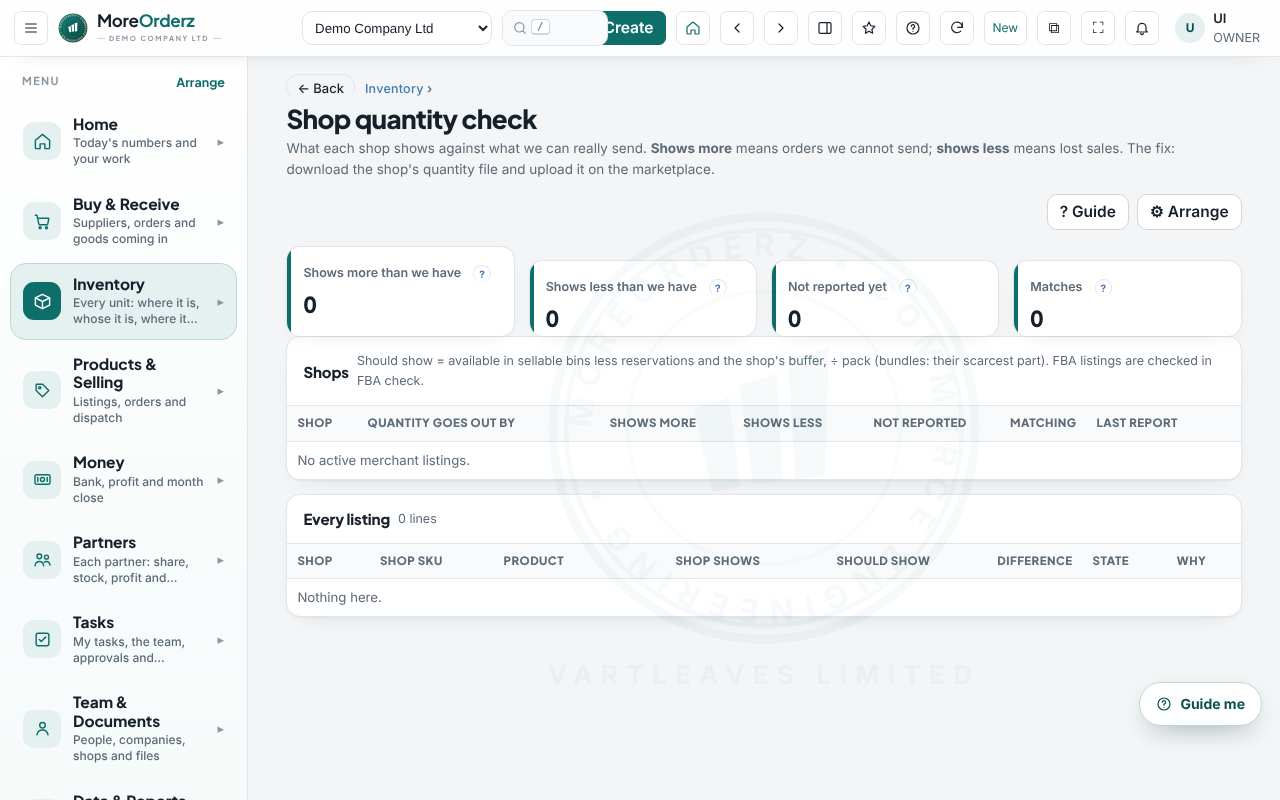 MoreOrderz
— DEMO COMPANY LTD —
Demo Company Ltd
/
Create
New
U
UI
OWNER
MENU
Arrange
Home
Today's numbers and
your work
Buy & Receive
Suppliers, orders and
goods coming in
Inventory
Every unit: where it is,
whose it is, where it...
Products &
Selling
Listings, orders and
dispatch
Money
Bank, profit and month
close
Partners
Each partner: share,
stock, profit and...
Tasks
My tasks, the team,
approvals and...
Team &
Documents
People, companies,
shops and files
Data & Reports
← Back
Inventory ›
Shop quantity check
What each shop shows against what we can really send. Shows more means orders we cannot send; shows less means lost sales. The fix:
download the shop's quantity file and upload it on the marketplace.
? Guide
⚙ Arrange
Shows more than we have ?
0
Shows less than we have ?
0
Not reported yet ?
0
Matches ?
0
Shops
Should show = available in sellable bins less reservations and the shop's buffer, ÷ pack (bundles: their scarcest part). FBA listings are checked in
FBA check.
SHOP QUANTITY GOES OUT BY SHOWS MORE SHOWS LESS NOT REPORTED MATCHING LAST REPORT
No active merchant listings.
Every listing 0 lines
SHOP SHOP SKU PRODUCT SHOP SHOWS SHOULD SHOW DIFFERENCE STATE WHY
Nothing here.
MOREORDERZ • COMMERCE ENGINEERING •
VARTLEAVES LIMITED
Guide me